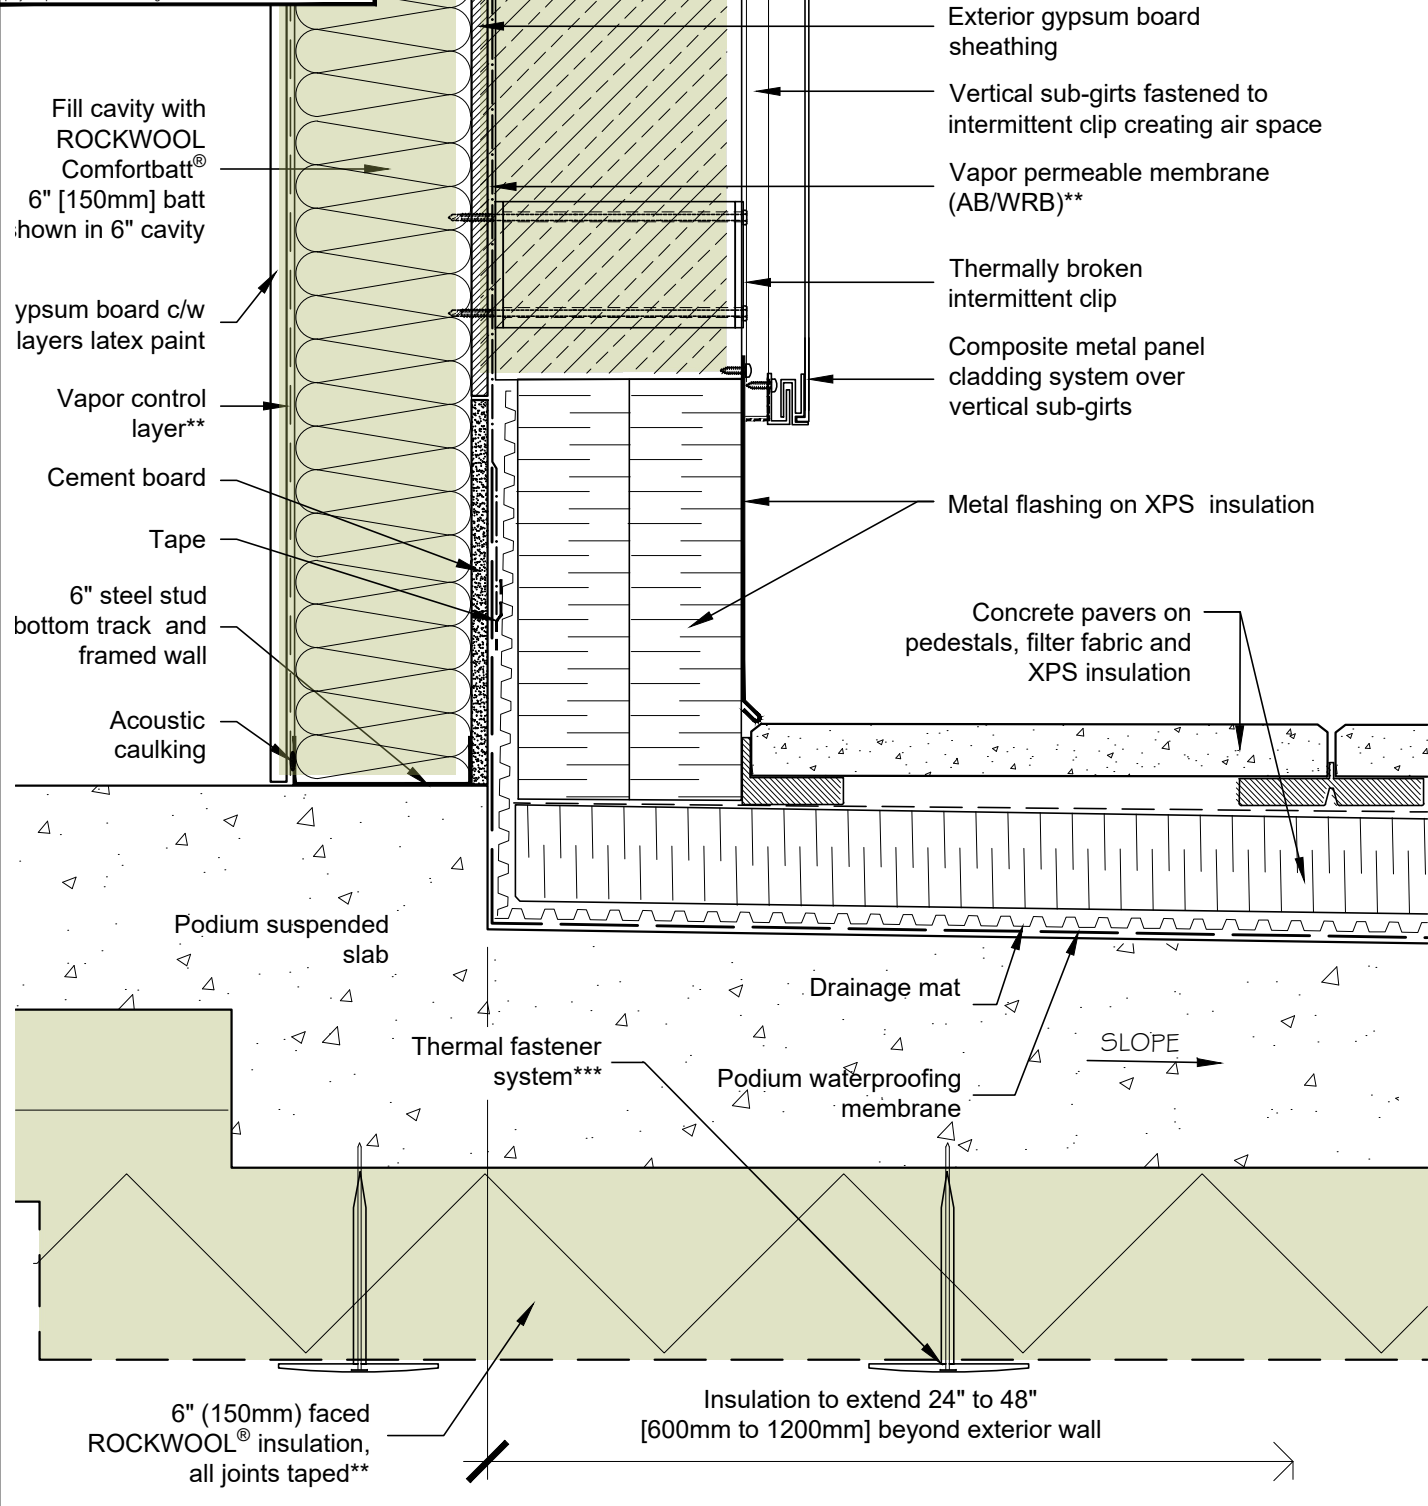 Exterior gypsum board
sheathing
Vertical sub-girts fastened to
intermittent clip creating air space
Vapor permeable membrane
(AB/WRB)**
Thermally broken
intermittent clip
Composite metal panel
cladding system over
vertical sub-girts
Metal flashing on XPS insulation
Concrete pavers on
pedestals, filter fabric and
XPS insulation
Fill cavity with
ROCKWOOL
Comfortbatt®
6" [150mm] batt
shown in 6" cavity
ypsum board c/w
layers latex paint
Vapor control
layer**
Cement board
Tape
6" steel stud
bottom track and
framed wall
Acoustic
caulking
Podium suspended
slab
Drainage mat
SLOPE
Thermal fastener
system***
Podium waterproofing
membrane
6" (150mm) faced
ROCKWOOL® insulation,
all joints taped**
Insulation to extend 24" to 48"
[600mm to 1200mm] beyond exterior wall